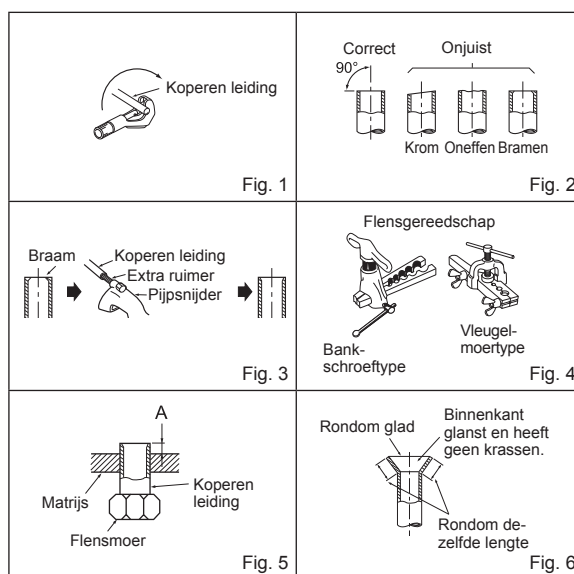 Koperen leiding
Fig. 1
Correct
Onjuist
90°
Krom Oneffen Bramen
Fig. 2
Braam
Koperen leiding
Extra ruimer
Pijpsnijder
Fig. 3
Flensgereedschap
Bank-
schroeftype
Vleugel-
moertype
Fig. 4
A
Matrijs
Koperen
leiding
Flensmoer
Fig. 5
Rondom glad
Binnenkant
glanst en heeft
geen krassen.
Rondom de-
zelfde lengte
Fig. 6